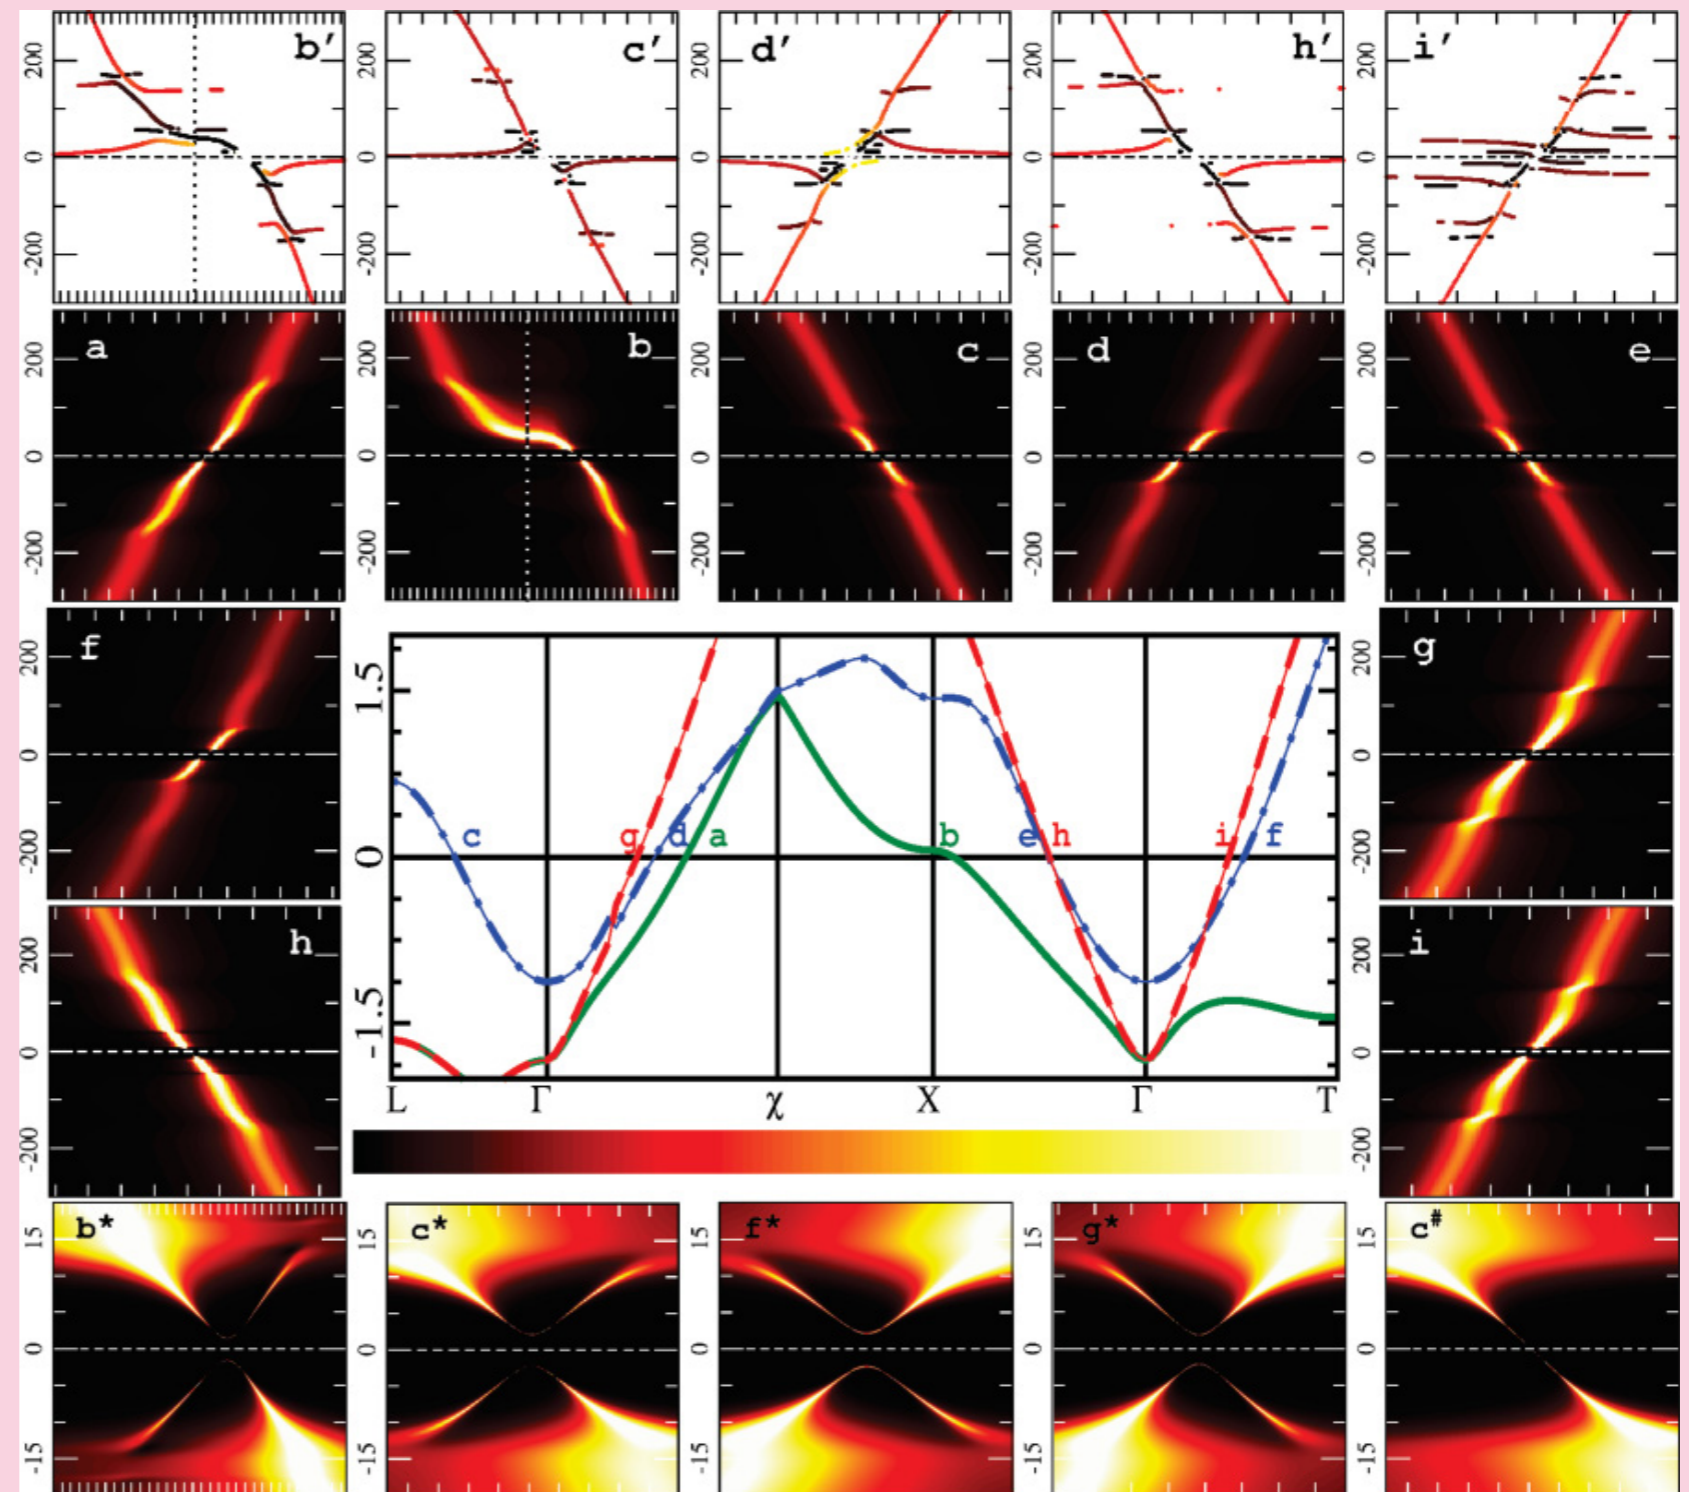 b′ c′ d′ h′ i′
200 200 200 200 200
0 0 0 0 0
-200 -200 -200 -200 -200
a b c d e
200 200 200 200 200
0 0 0 0 0
-200 -200 -200 -200 -200
f g
200 200
0 0
-200 -200
h i
200 200
0 0
-200 -200
1.5
0
-1.5
c g d a b e h i f
L Γ χ X Γ T
b* c* f* g* c#
15 15 15 15 15
0 0 0 0 0
-15 -15 -15 -15 -15